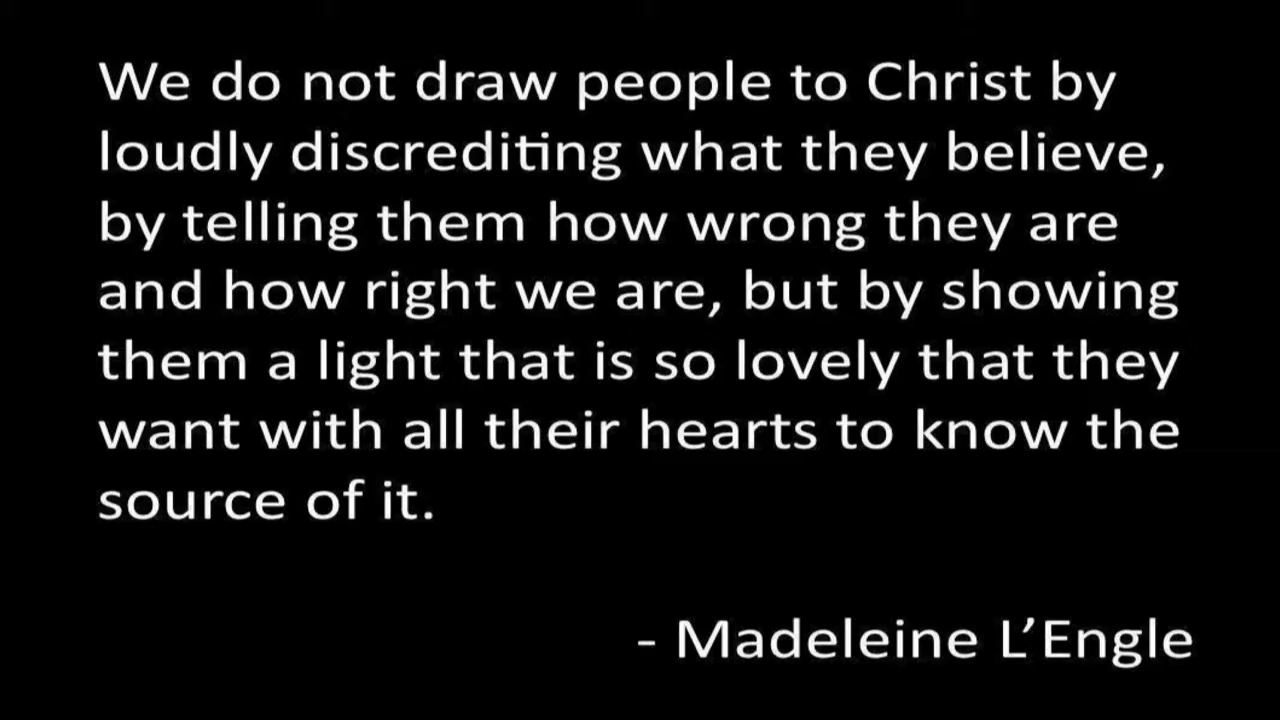 We do not draw people to Christ by
loudly discrediting what they believe,
by telling them how wrong they are
and how right we are, but by showing
them a light that is so lovely that they
want with all their hearts to know the
source of it.
- Madeleine L’Engle